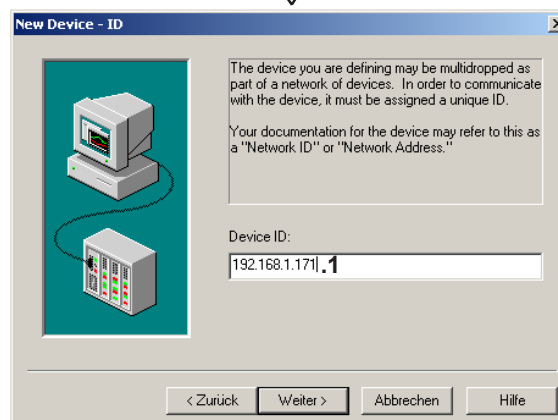 New Device - ID
The device you are defining may be multidropped as
part of a network of devices.  In order to communicate
with the device, it must be assigned a unique ID.
Your documentation for the device may refer to this as
a "Network ID" or "Network Address."
Device ID:
192.168.1.171.1
< Zurück Weiter > Abbrechen Hilfe